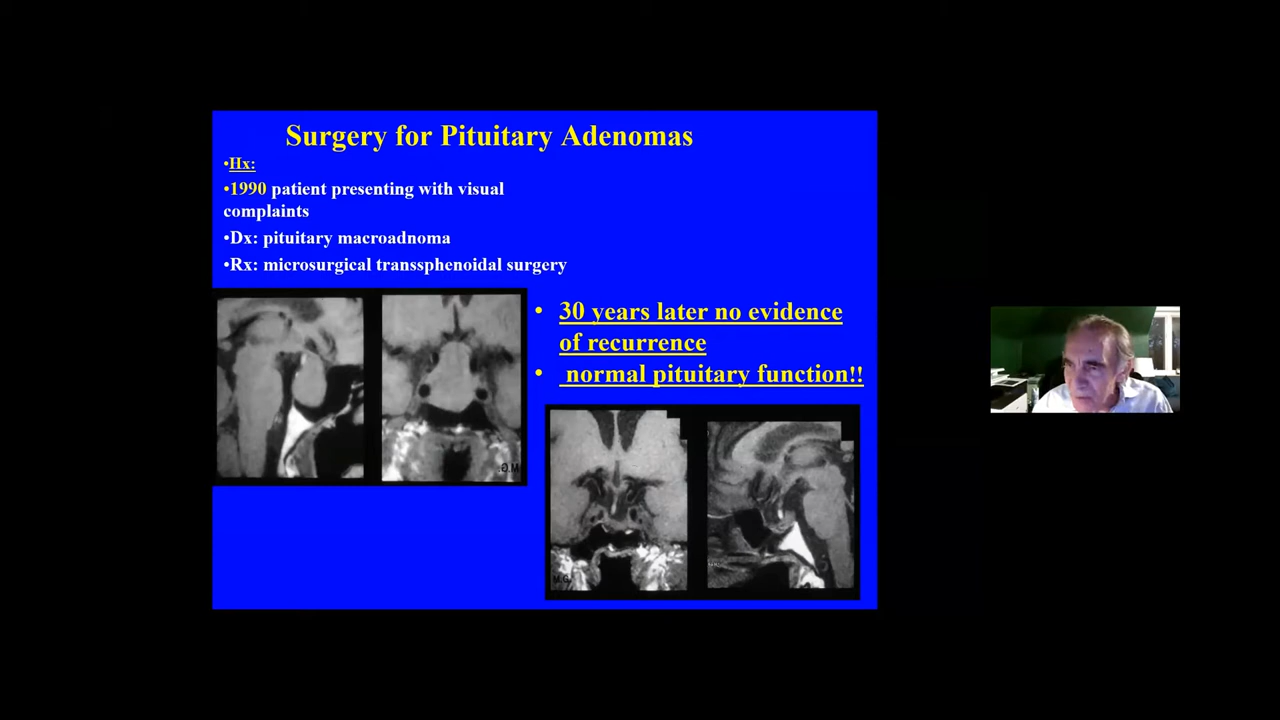 Surgery for Pituitary Adenomas
•Hx:
•1990 patient presenting with visual
complaints
•Dx: pituitary macroadnoma
•Rx: microsurgical transsphenoidal surgery
• 30 years later no evidence
of recurrence
• normal pituitary function!!
M.G.
M.G.